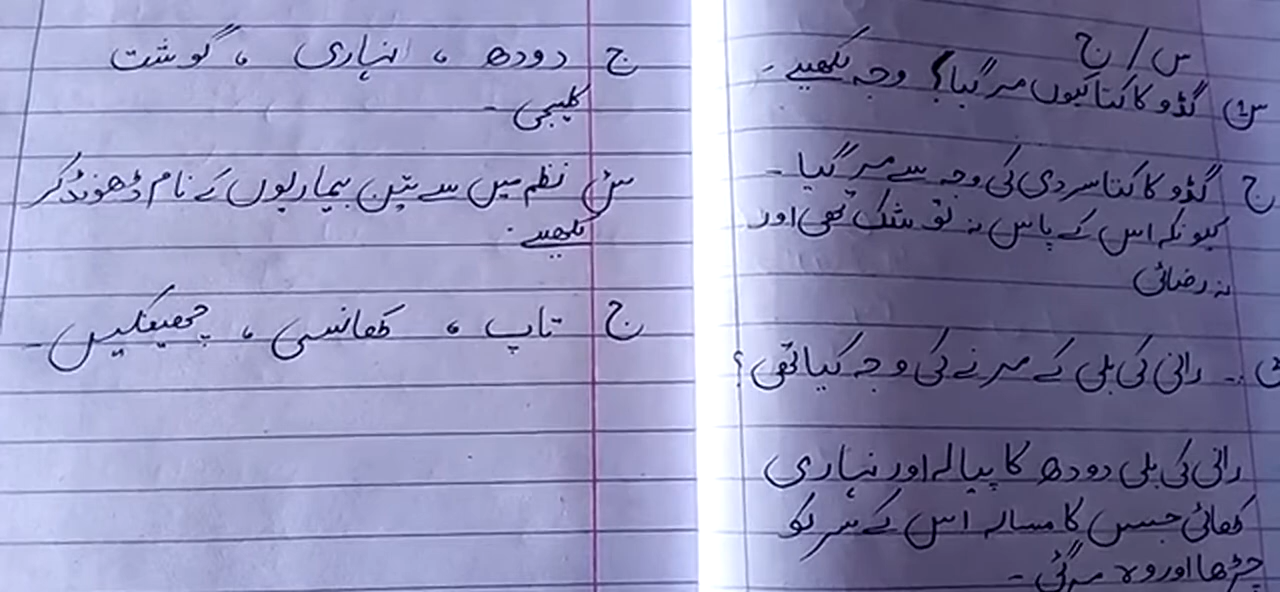 س / ج
س۱ گڈو کا کتا کیوں مر گیا؟ وجہ لکھیے ۔
ج گڈو کا کتا سردی کی وجہ سے مر گیا ۔
کیونکہ اس کے پاس نہ توشک تھی اور
نہ رضائی
۔۔ رانی کی بلی کے مرنے کی وجہ کیا تھی؟
رانی کی بلی دودھ کا پیالہ اور نہاری
کھائی جس کا مسالہ اس کے سر کو
چڑھا اور وہ مر گئی ۔
ج دودھ ، نہاری ، گوشت
کلیجی ۔
س نظم میں سے تین بیماریوں کے نام ڈھونڈ کر
لکھیے ۔
ج تاپ ، کھانسی ، چھینکیں ۔